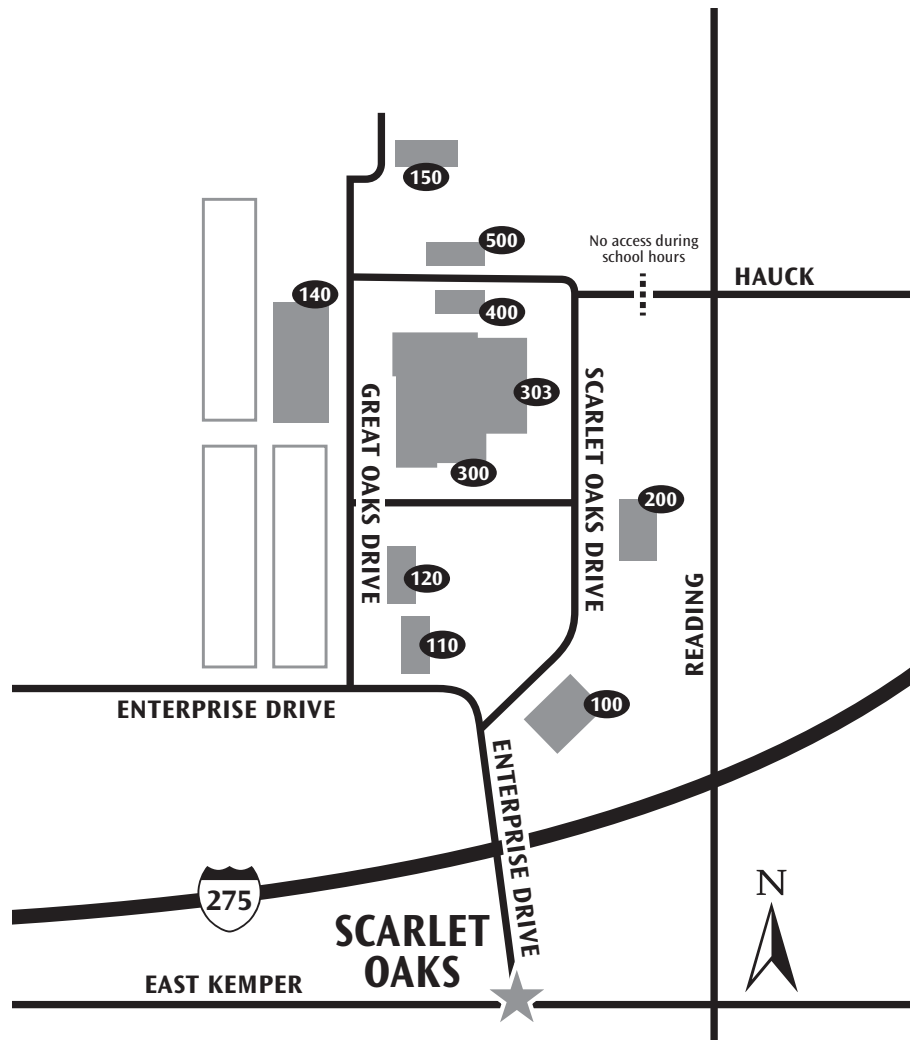 150
500
No access during
school hours
HAUCK
140
400
303
GREAT OAKS DRIVE
SCARLET OAKS DRIVE
300
200
120
READING
110
ENTERPRISE DRIVE
100
ENTERPRISE DRIVE
275
N
SCARLET
OAKS
EAST KEMPER